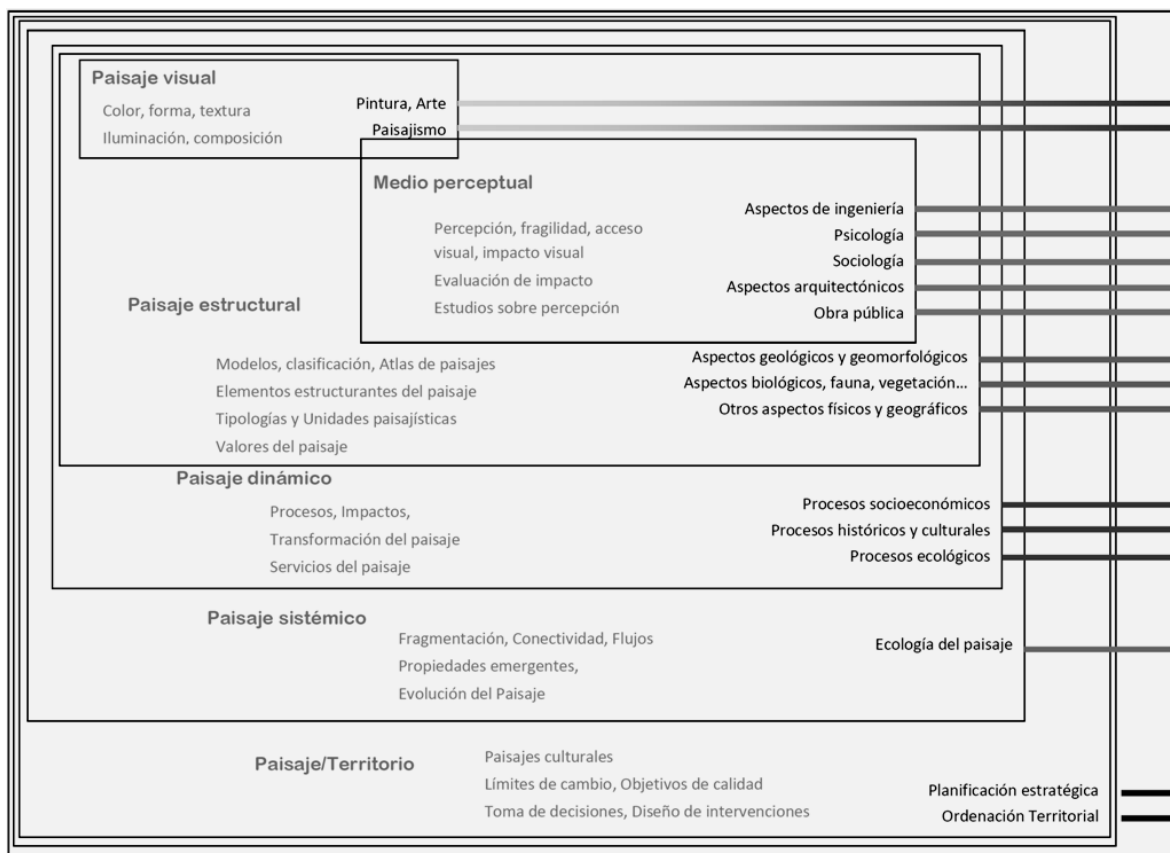 Paisaje visual
Color, forma, textura
Iluminación, composición
Pintura, Arte
Paisajismo
Medio perceptual
Percepción, fragilidad, acceso
visual, impacto visual
Evaluación de impacto
Estudios sobre percepción
Aspectos de ingeniería
Psicología
Sociología
Aspectos arquitectónicos
Obra pública
Paisaje estructural
Modelos, clasificación, Atlas de paisajes
Elementos estructurantes del paisaje
Tipologías y Unidades paisajísticas
Valores del paisaje
Aspectos geológicos y geomorfológicos
Aspectos biológicos, fauna, vegetación...
Otros aspectos físicos y geográficos
Paisaje dinámico
Procesos, Impactos,
Transformación del paisaje
Servicios del paisaje
Procesos socioeconómicos
Procesos históricos y culturales
Procesos ecológicos
Paisaje sistémico
Fragmentación, Conectividad, Flujos
Propiedades emergentes,
Evolución del Paisaje
Ecología del paisaje
Paisaje/Territorio
Paisajes culturales
Límites de cambio, Objetivos de calidad
Toma de decisiones, Diseño de intervenciones
Planificación estratégica
Ordenación Territorial